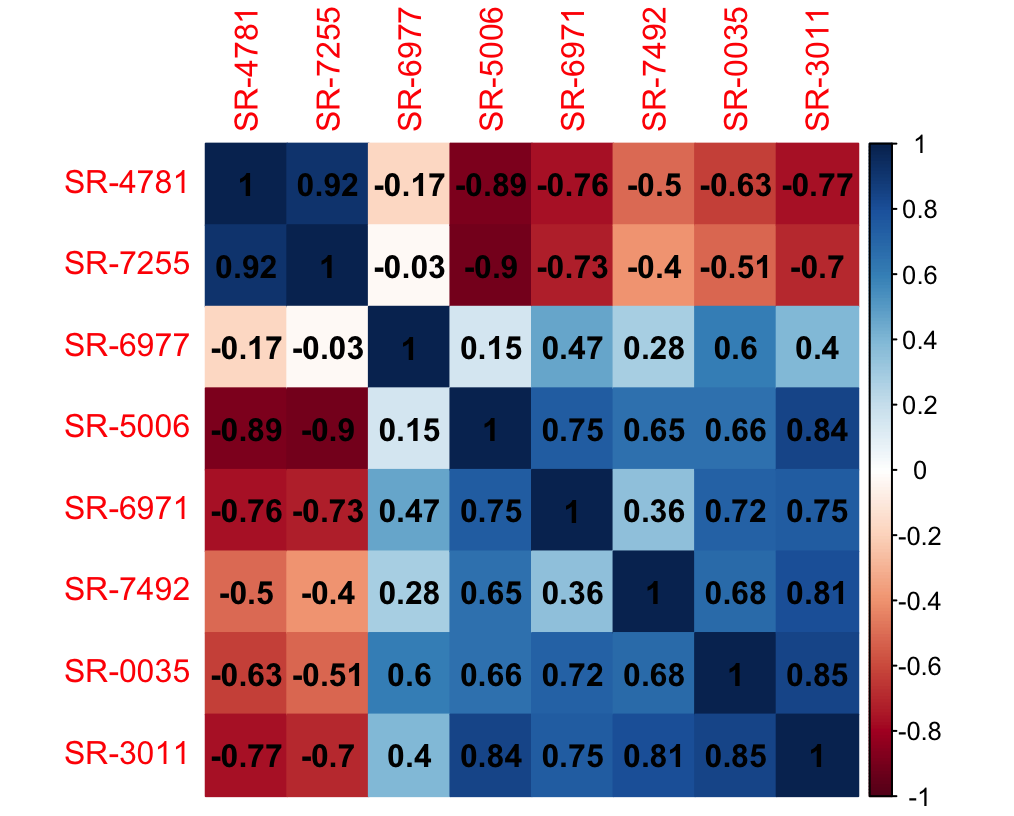 SR-4781 SR-7255 SR-6977 SR-5006 SR-6971 SR-7492 SR-0035 SR-3011
SR-4781 1 0.92 -0.17 -0.89 -0.76 -0.5 -0.63 -0.77
SR-7255 0.92 1 -0.03 -0.9 -0.73 -0.4 -0.51 -0.7
SR-6977 -0.17 -0.03 1 0.15 0.47 0.28 0.6 0.4
SR-5006 -0.89 -0.9 0.15 1 0.75 0.65 0.66 0.84
SR-6971 -0.76 -0.73 0.47 0.75 1 0.36 0.72 0.75
SR-7492 -0.5 -0.4 0.28 0.65 0.36 1 0.68 0.81
SR-0035 -0.63 -0.51 0.6 0.66 0.72 0.68 1 0.85
SR-3011 -0.77 -0.7 0.4 0.84 0.75 0.81 0.85 1
1
0.8
0.6
0.4
0.2
0
-0.2
-0.4
-0.6
-0.8
-1